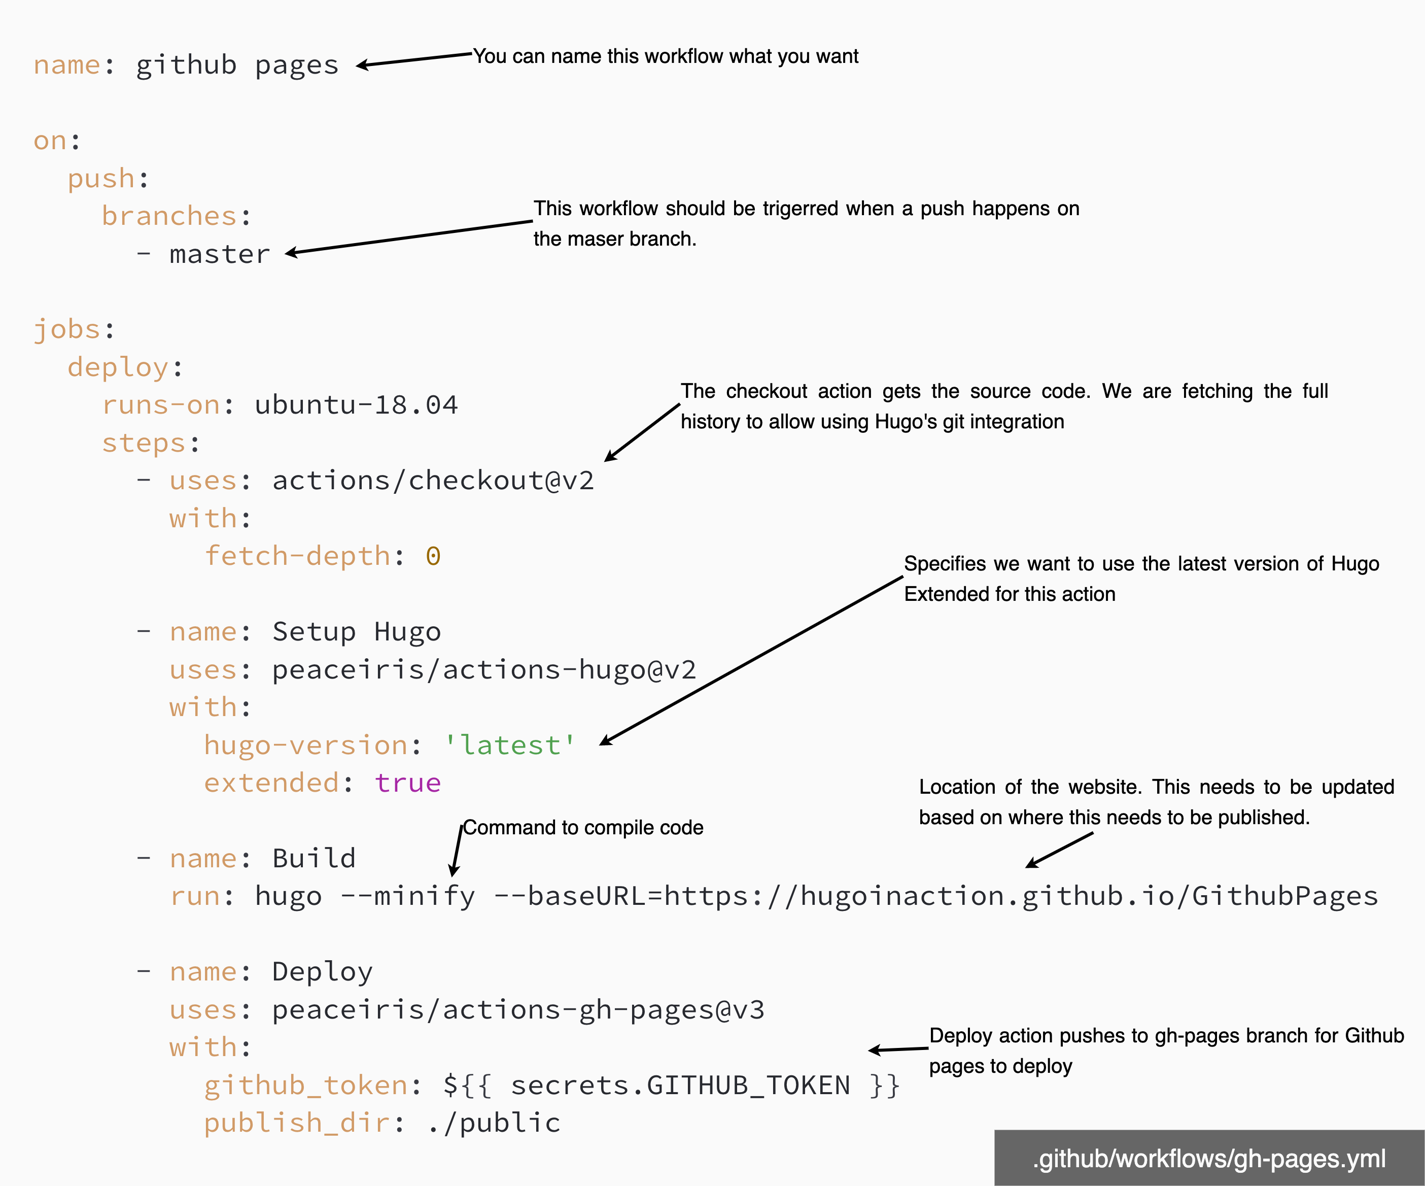 name: github pages
You can name this workflow what you want
on:
push:
branches:
- master
This workflow should be trigerred when a push happens on
the maser branch.
jobs:
deploy:
runs-on: ubuntu-18.04
steps:
- uses: actions/checkout@v2
with:
fetch-depth: 0
The checkout action gets the source code. We are fetching the full
history to allow using Hugo's git integration
- name: Setup Hugo
uses: peaceiris/actions-hugo@v2
with:
hugo-version: 'latest'
extended: true
Specifies we want to use the latest version of Hugo
Extended for this action
- name: Build
run: hugo --minify --baseURL=https://hugoinaction.github.io/GithubPages
Command to compile code
Location of the website. This needs to be updated
based on where this needs to be published.
- name: Deploy
uses: peaceiris/actions-gh-pages@v3
with:
github_token: ${{ secrets.GITHUB_TOKEN }}
publish_dir: ./public
Deploy action pushes to gh-pages branch for Github
pages to deploy
.github/workflows/gh-pages.yml